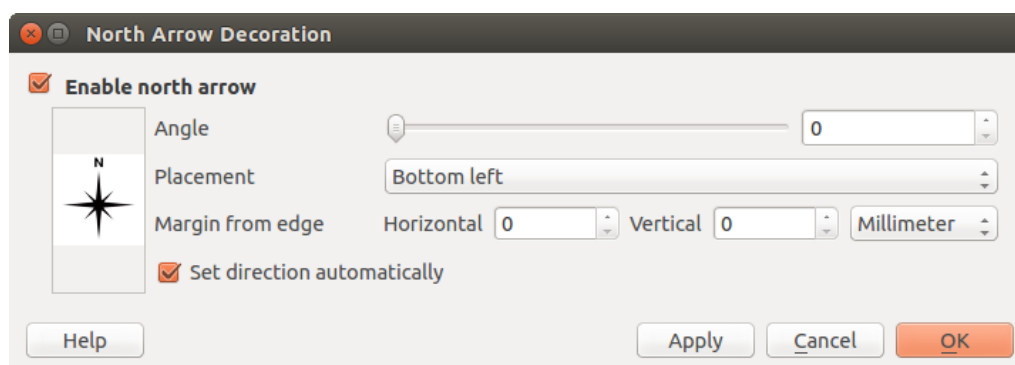 North Arrow Decoration
Enable north arrow
Angle 0
N
Placement Bottom left
Margin from edge Horizontal 0 Vertical 0 Millimeter
Set direction automatically
Help Apply Cancel OK